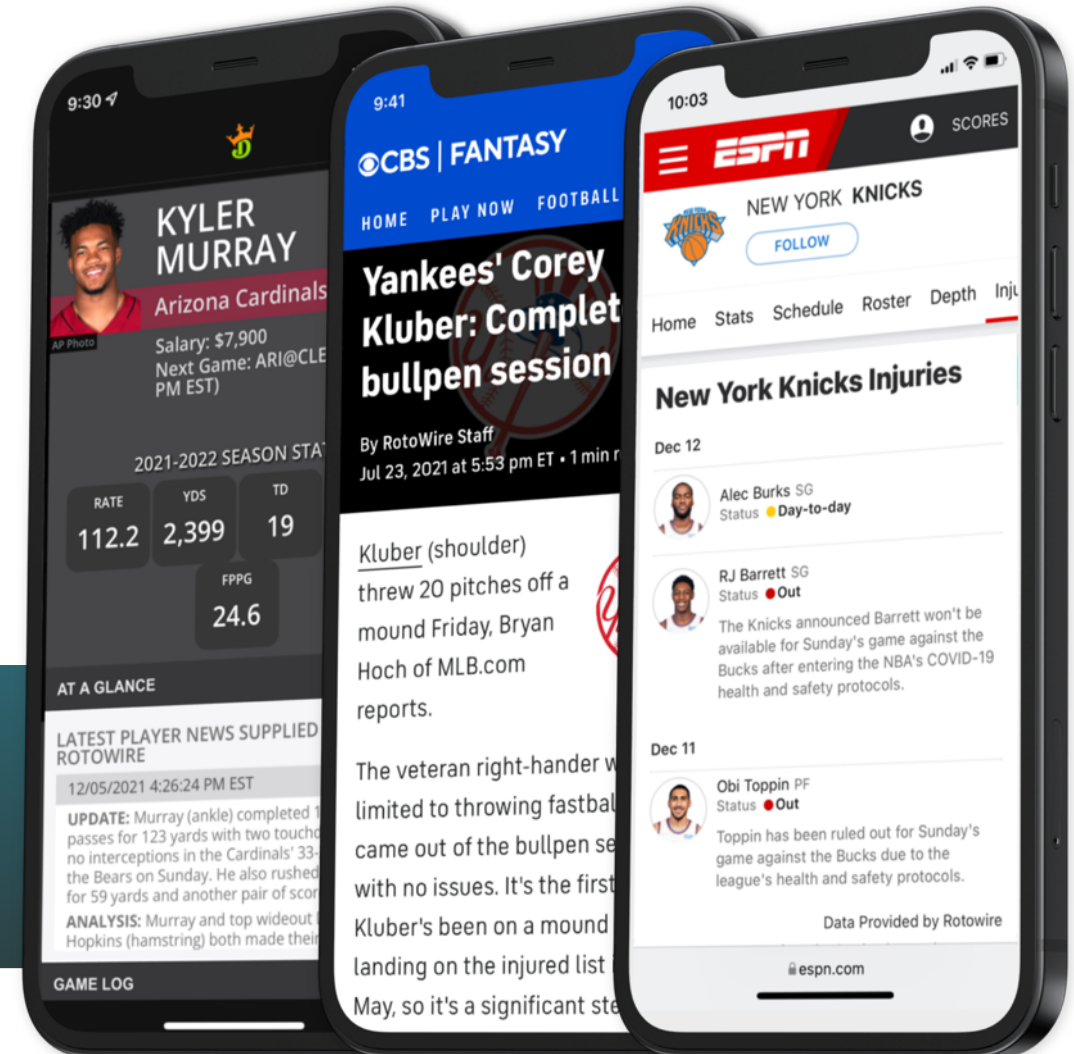 9:30
KYLER
MURRAY
Arizona Cardinals
AP Photo
Salary: $7,900
Next Game: ARI@CLE
PM EST)
2021-2022 SEASON STAT
RATE
112.2
YDS
2,399
TD
19
FPPG
24.6
AT A GLANCE
LATEST PLAYER NEWS SUPPLIED
ROTOWIRE
12/05/2021 4:26:24 PM EST
UPDATE: Murray (ankle) completed 1
passes for 123 yards with two touchd
no interceptions in the Cardinals' 33-
the Bears on Sunday. He also rushed
for 59 yards and another pair of scor
ANALYSIS: Murray and top wideout
Hopkins (hamstring) both made their
GAME LOG
9:41
CBS | FANTASY
HOME PLAY NOW FOOTBALL
Yankees' Corey
Kluber: Complet
bullpen session
By RotoWire Staff
Jul 23, 2021 at 5:53 pm ET • 1 min r
Kluber (shoulder)
threw 20 pitches off a
mound Friday, Bryan
Hoch of MLB.com
reports.
The veteran right-hander w
limited to throwing fastbal
came out of the bullpen se
with no issues. It's the first
Kluber's been on a mound
landing on the injured list i
May, so it's a significant ste
10:03
ESPN
SCORES
KNICKS
NEW YORK KNICKS
FOLLOW
Home Stats Schedule Roster Depth Inju
New York Knicks Injuries
Dec 12
Alec Burks SG
Status Day-to-day
RJ Barrett SG
Status Out
The Knicks announced Barrett won't be
available for Sunday's game against the
Bucks after entering the NBA's COVID-19
health and safety protocols.
Dec 11
Obi Toppin PF
Status Out
Toppin has been ruled out for Sunday's
game against the Bucks due to the
league's health and safety protocols.
Data Provided by Rotowire
espn.com